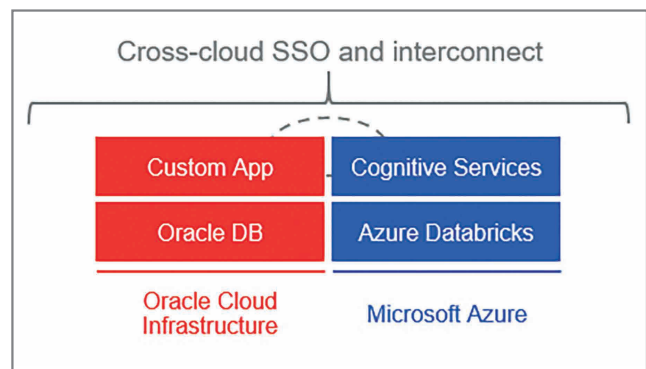 Cross-cloud SSO and interconnect
Custom App
Cognitive Services
Oracle DB
Azure Databricks
Oracle Cloud
Infrastructure
Microsoft Azure